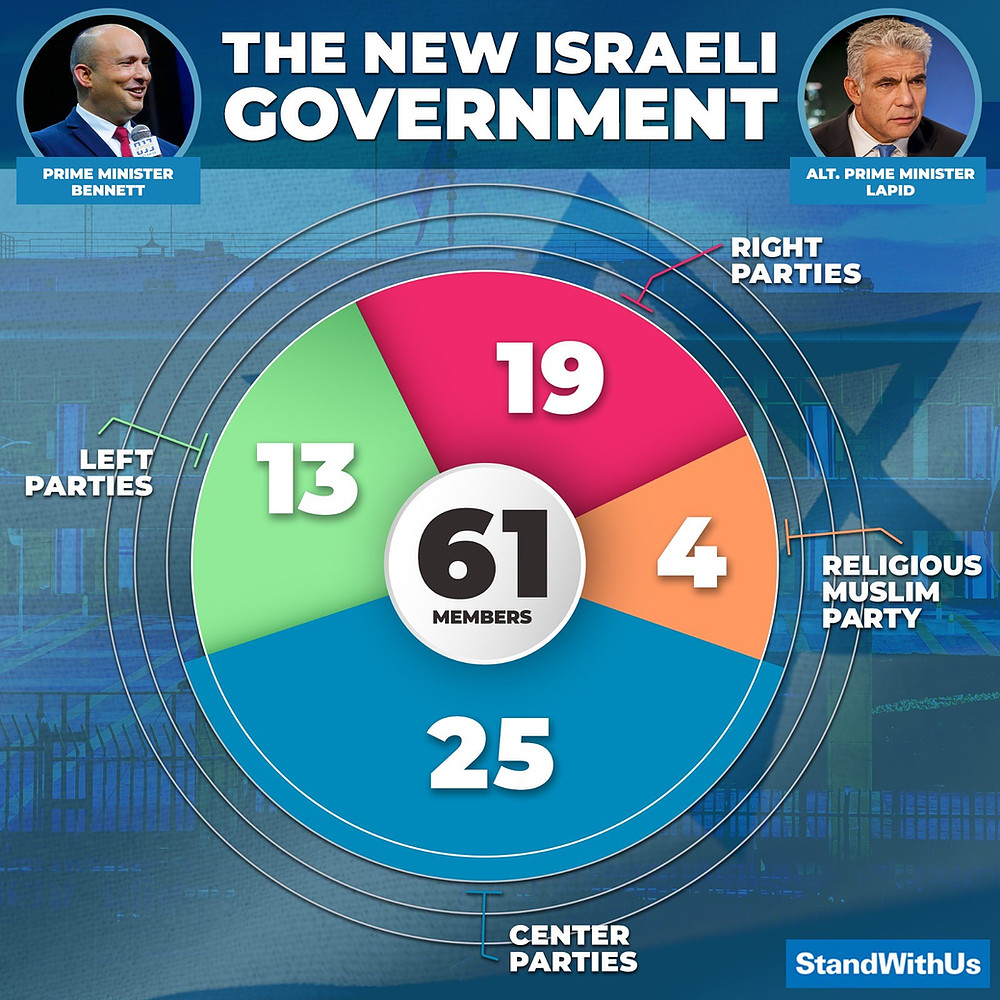 THE NEW ISRAELI
GOVERNMENT
PRIME MINISTER
BENNETT
ALT. PRIME MINISTER
LAPID
RIGHT
PARTIES
19
LEFT
PARTIES
13
61
MEMBERS
4
RELIGIOUS
MUSLIM
PARTY
25
CENTER
PARTIES
StandWithUs